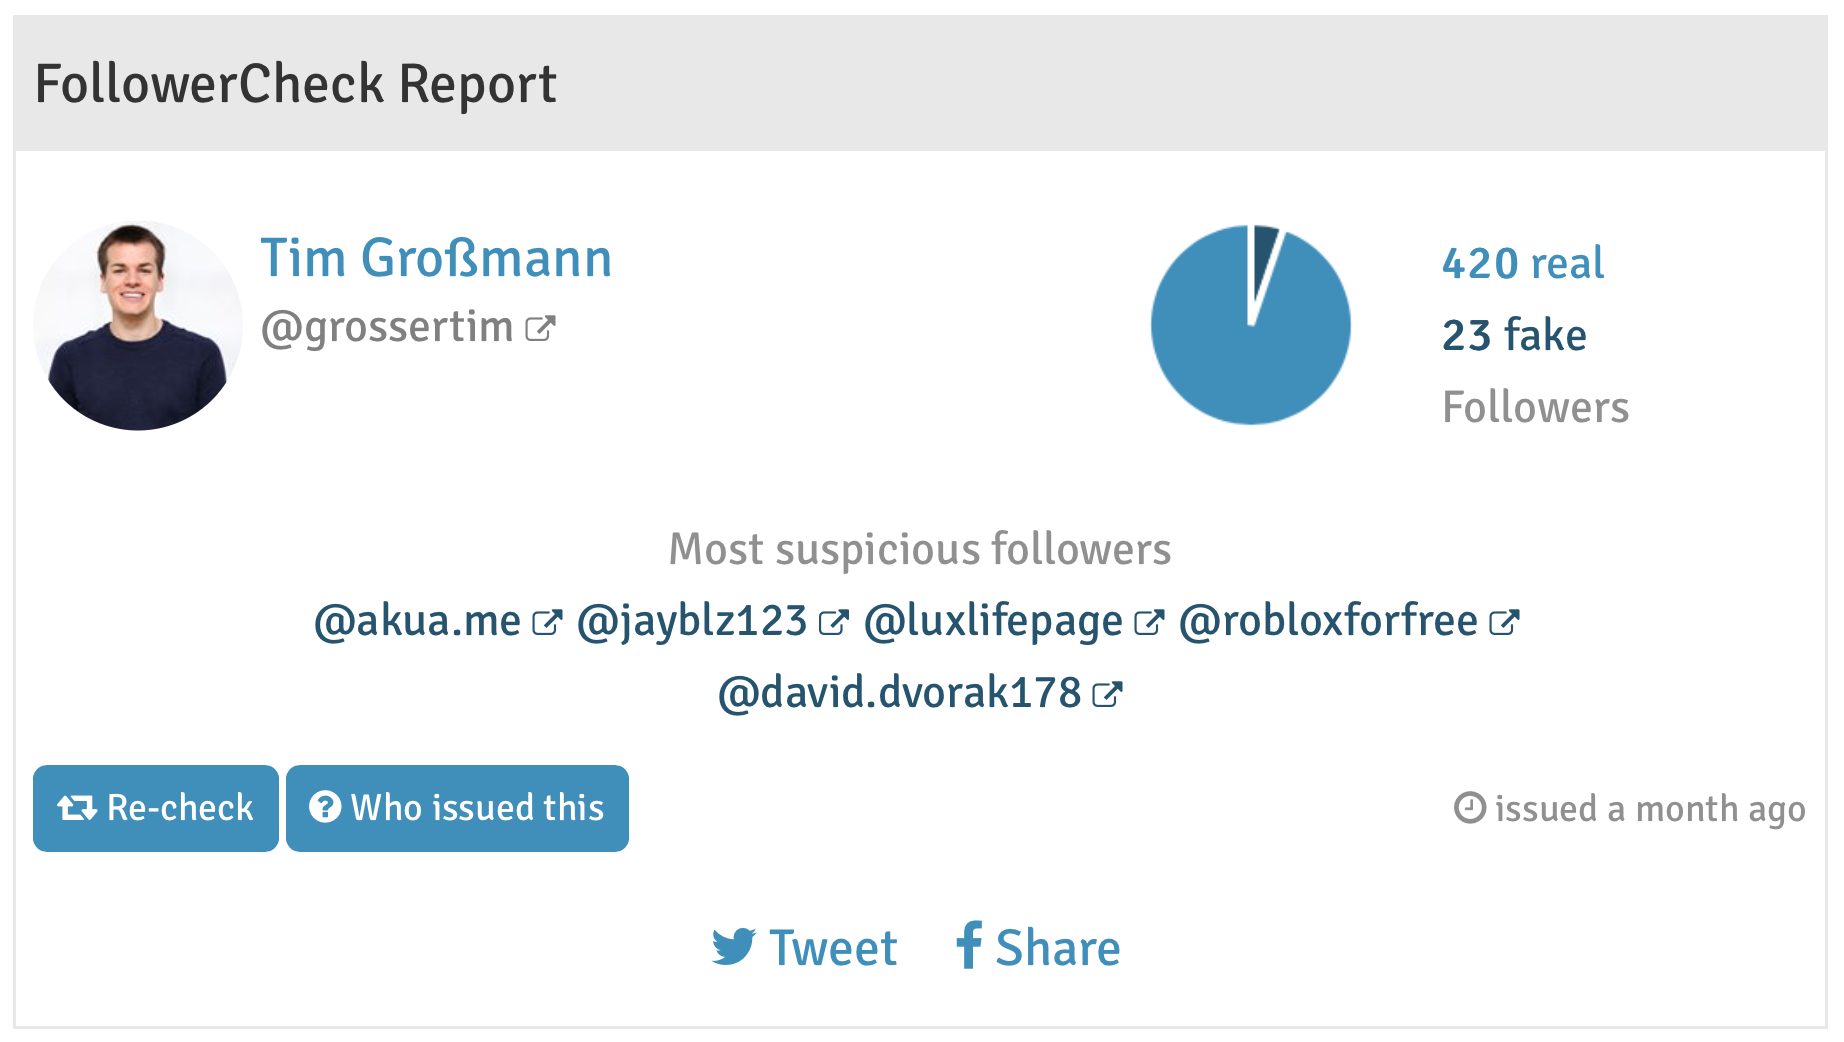 FollowerCheck Report
Tim Großmann
@grossertim
420 real
23 fake
Followers
Most suspicious followers
@akua.me @jayblz123 @luxlifepage @robloxforfree
@david.dvorak178
Re-check Who issued this issued a month ago
Tweet Share